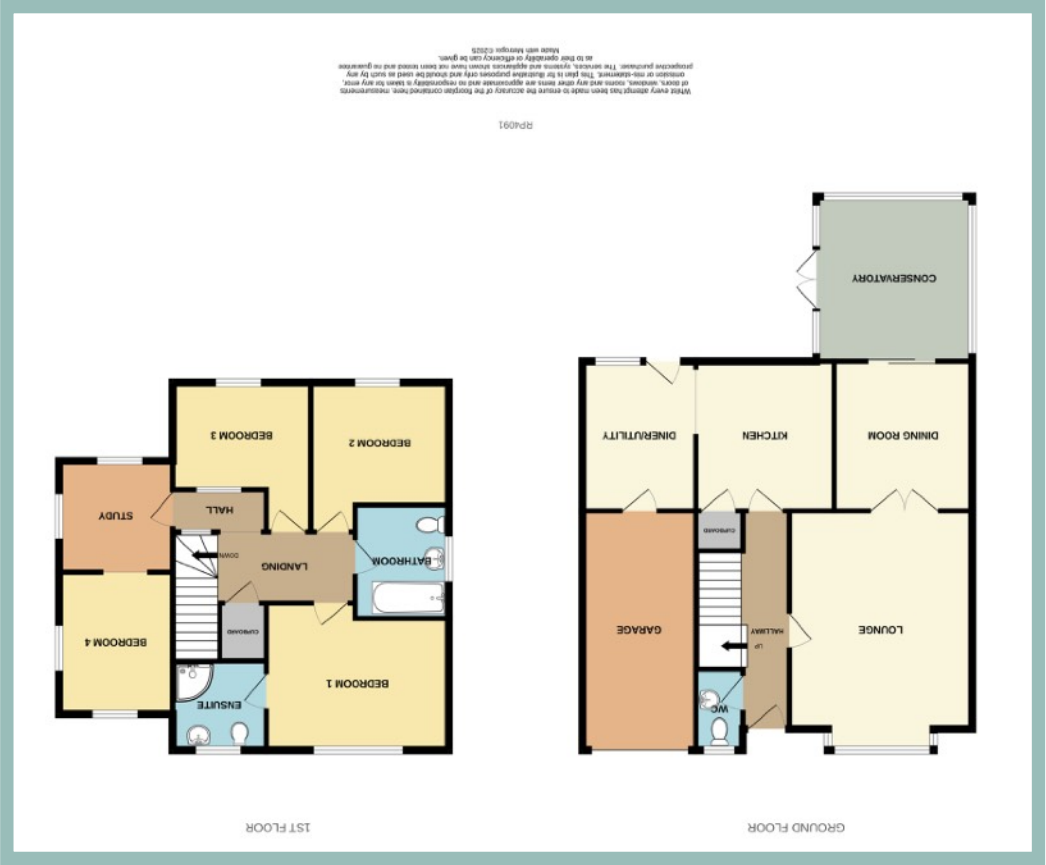 GROUND FLOOR
WC
UP
HALLWAY
LOUNGE
GARAGE
CUPBOARD
DINING ROOM
KITCHEN
DINER/UTILITY
CONSERVATORY
1ST FLOOR
ENSUITE
BEDROOM 1
BEDROOM 4
CUPBOARD
LANDING
BATHROOM
DOWN
STUDY
HALL
BEDROOM 2
BEDROOM 3
RP4091
Whilst every attempt has been made to ensure the accuracy of the floorplan contained here, measurements
of doors, windows, rooms and any other items are approximate and no responsibility is taken for any error,
omission or mis-statement. This plan is for illustrative purposes only and should be used as such by any
prospective purchaser. The services, systems and appliances shown have not been tested and no guarantee
as to their operability or efficiency can be given.
Made with Metropix ©2025